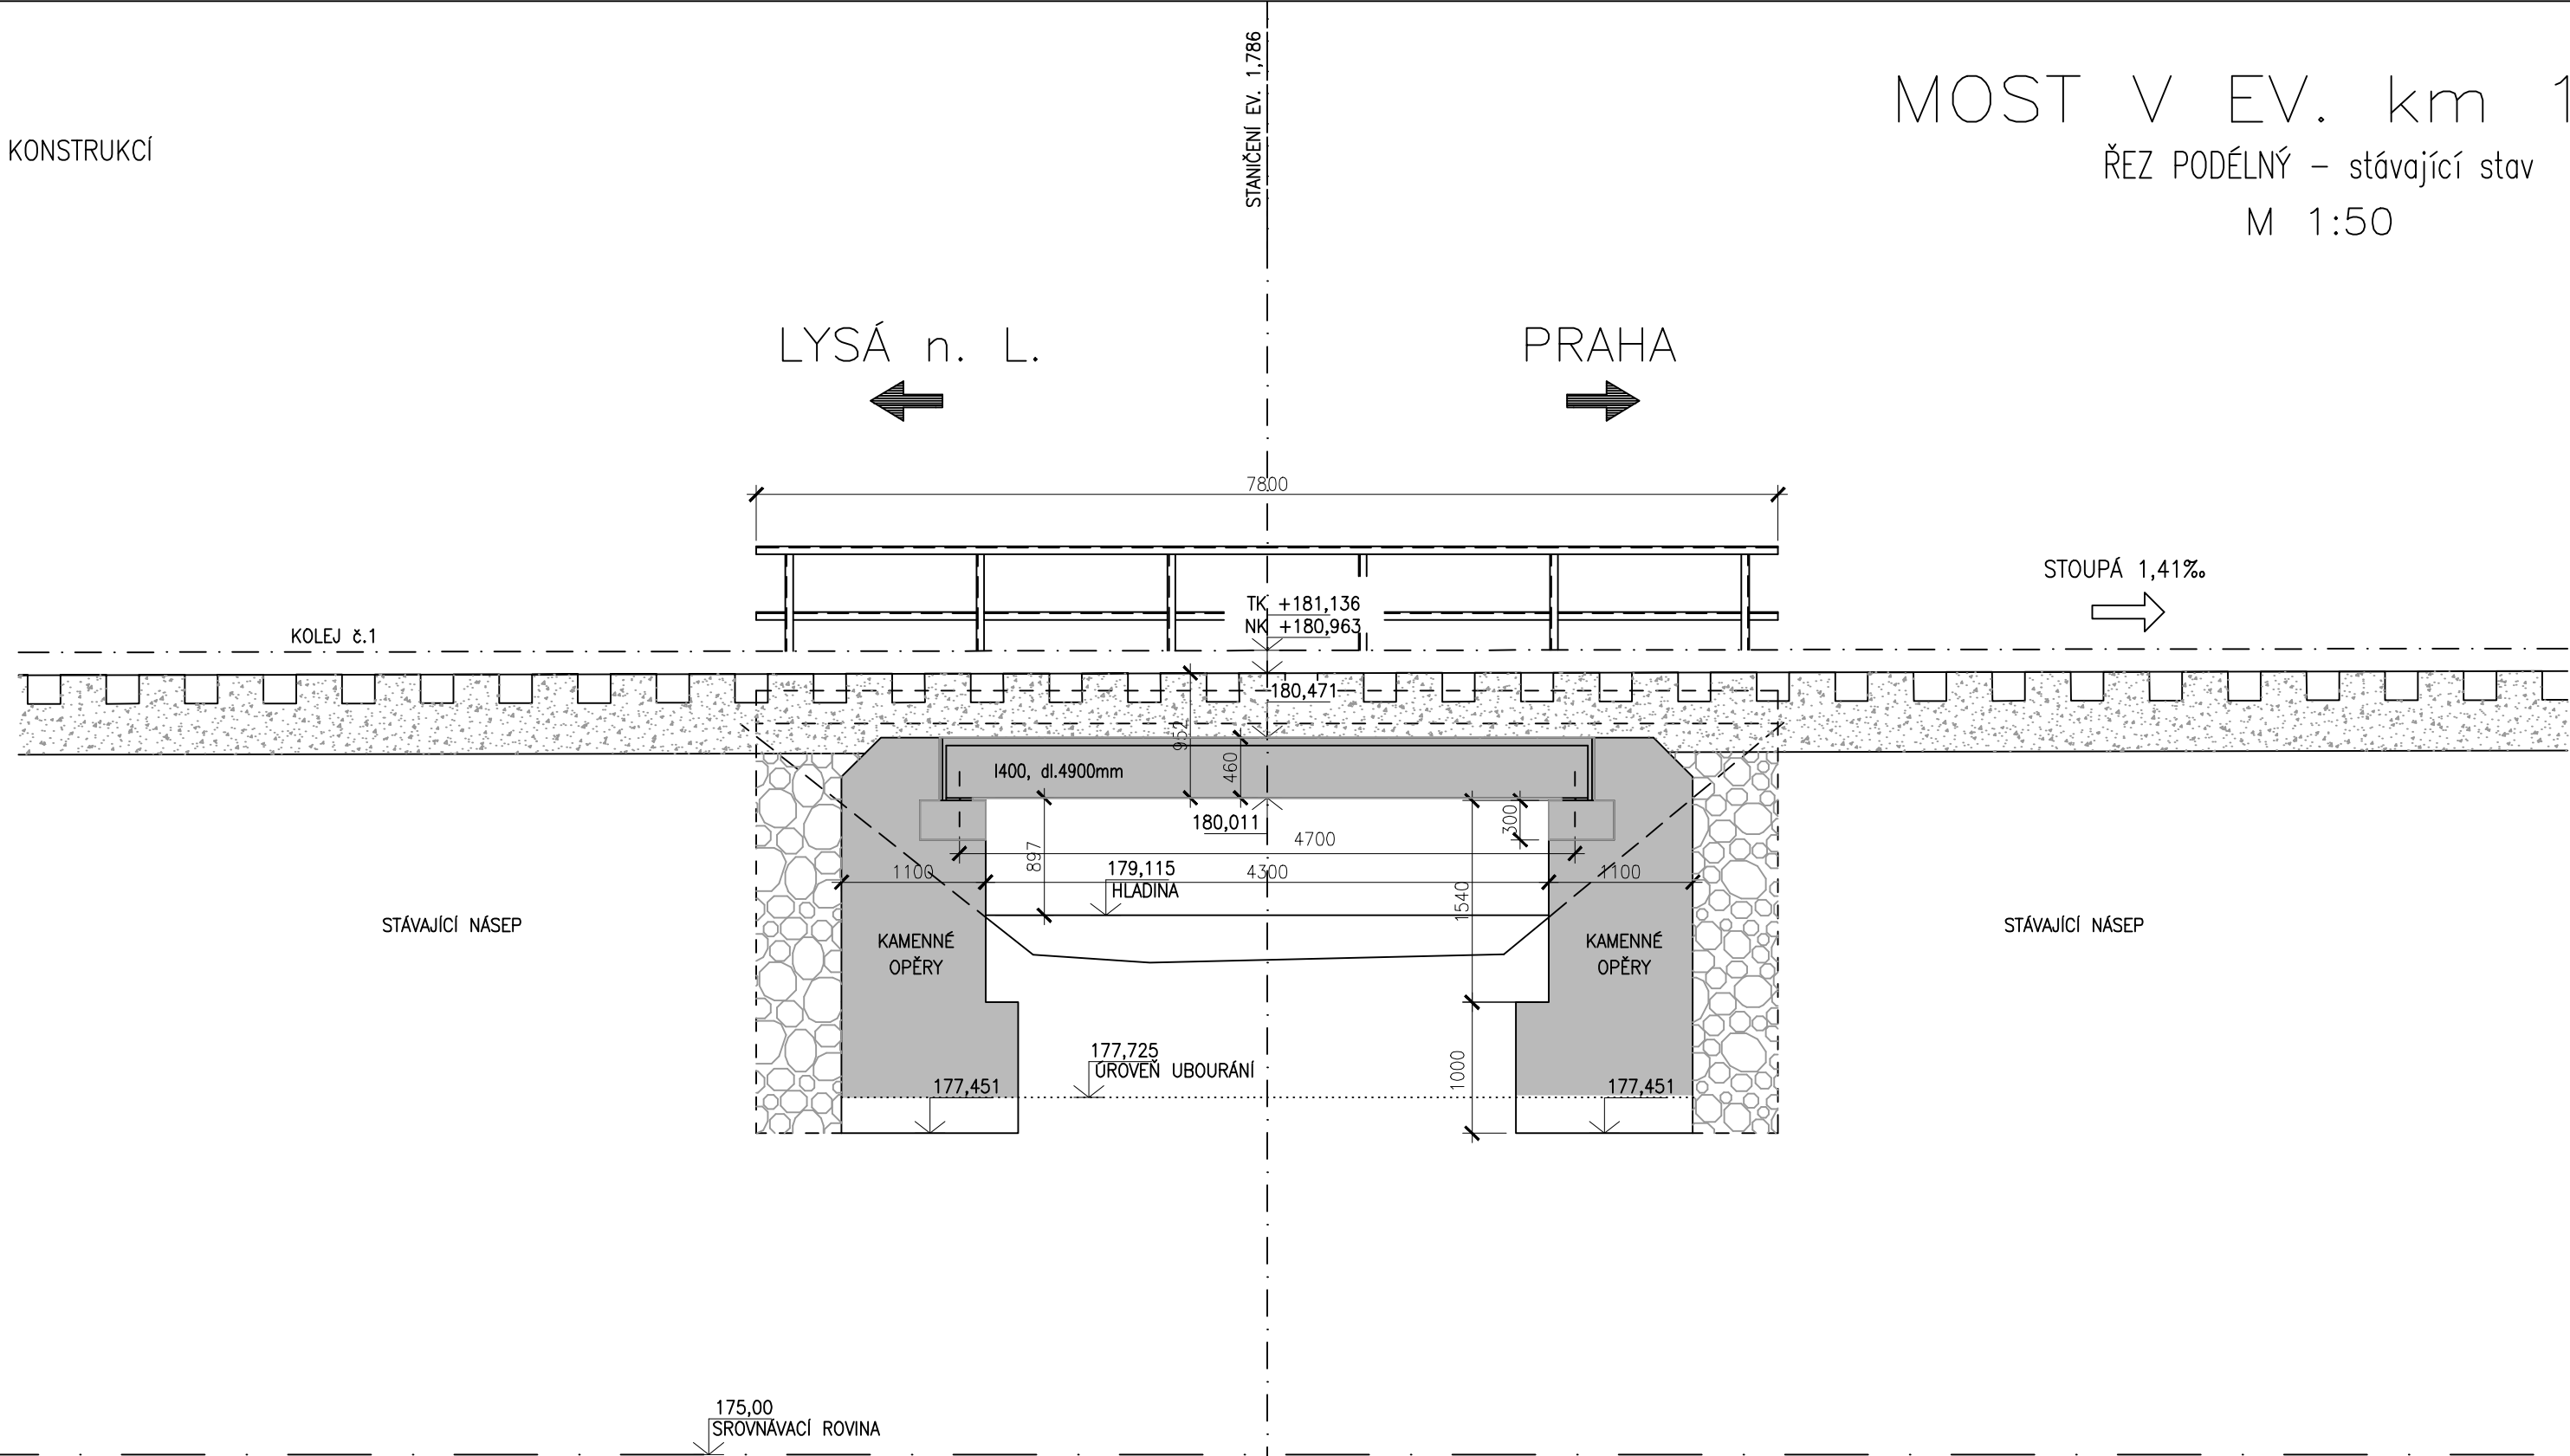 STANIČENÍ EV. 1,786
MOST V EV. km 1
KONSTRUKCÍ
ŘEZ PODÉLNÝ – stávající stav
M 1:50
LYSÁ n. L.
PRAHA
7800
STOUPÁ 1,41‰
TK +181,136
NK +180,963
KOLEJ č.1
180,471
952
460
I400, dl.4900mm
180,011
300
4700
897
1100
179,115
HLADINA
4300
1100
1540
STÁVAJÍCÍ NÁSEP
KAMENNÉ
OPĚRY
KAMENNÉ
OPĚRY
STÁVAJÍCÍ NÁSEP
177,725
ÚROVEŇ UBOURÁNÍ
177,451
1000
177,451
175,00
SROVNÁVACÍ ROVINA